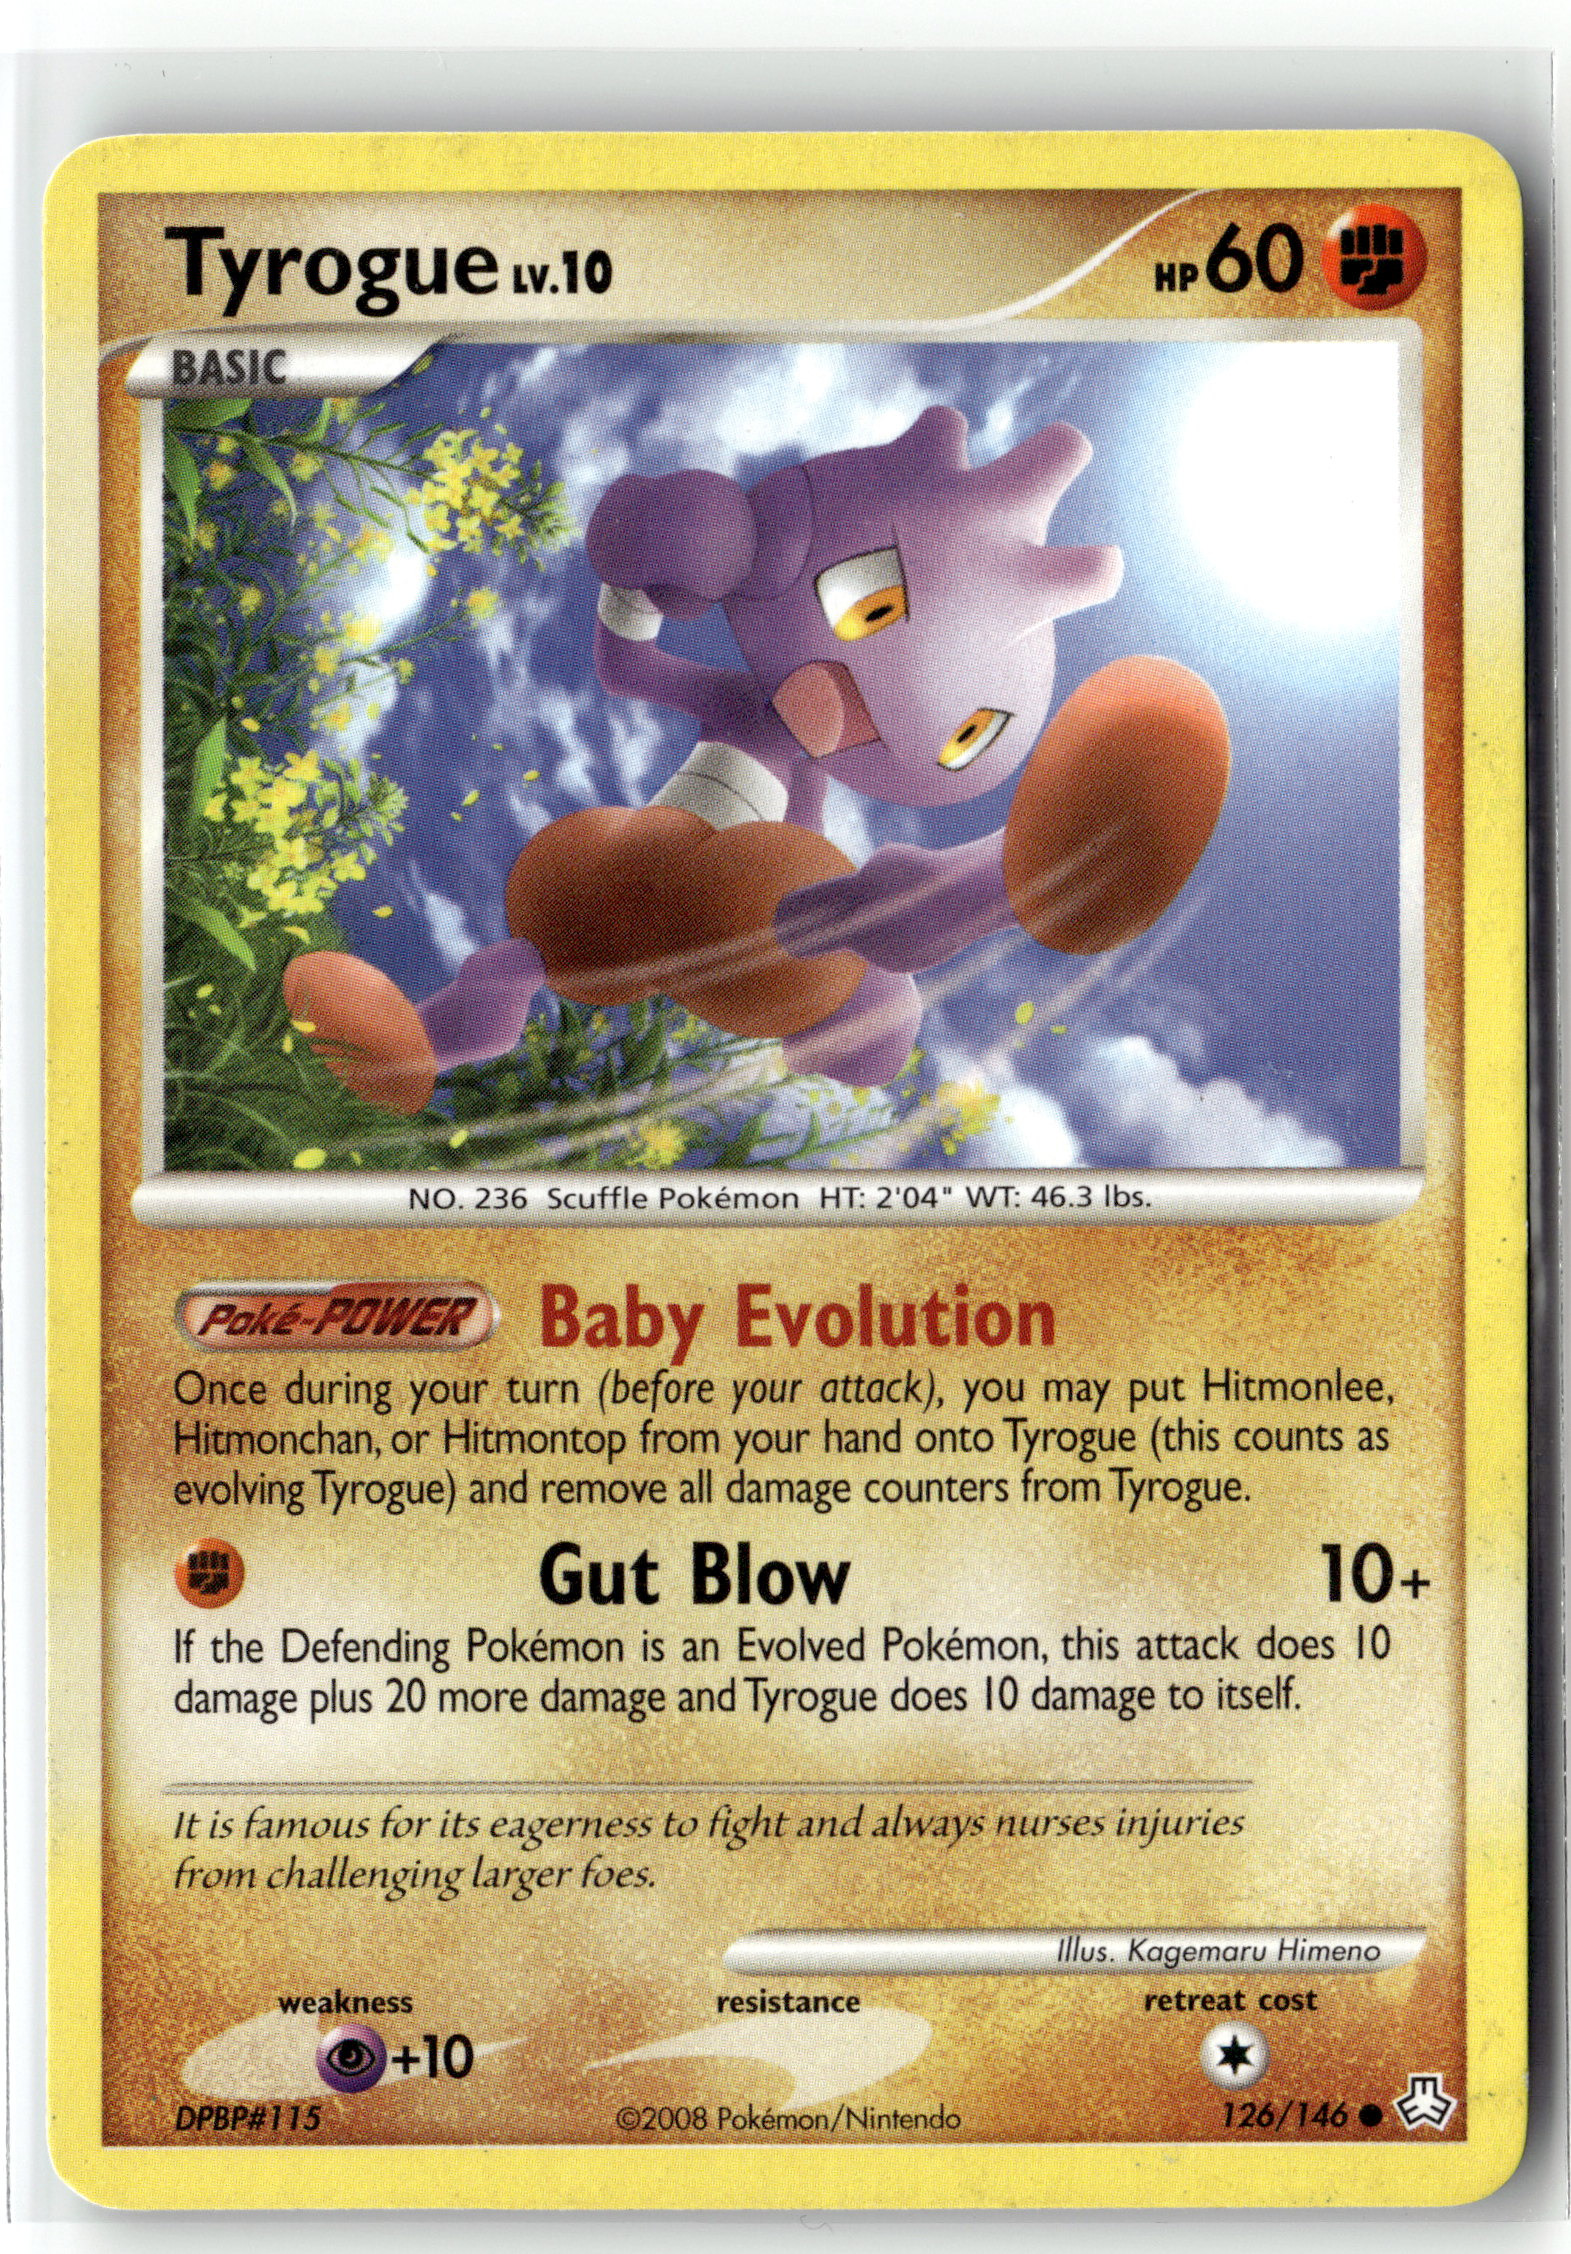 Tyrogue LV.10
HP 60
BASIC
NO. 236 Scuffle Pokémon HT: 2'04" WT: 46.3 lbs.
Poké-POWER Baby Evolution
Once during your turn (before your attack), you may put Hitmonlee,
Hitmonchan, or Hitmontop from your hand onto Tyrogue (this counts as
evolving Tyrogue) and remove all damage counters from Tyrogue.
Gut Blow 10+
If the Defending Pokémon is an Evolved Pokémon, this attack does 10
damage plus 20 more damage and Tyrogue does 10 damage to itself.
It is famous for its eagerness to fight and always nurses injuries
from challenging larger foes.
Illus. Kagemaru Himeno
weakness resistance retreat cost
+10
DPBP#115 ©2008 Pokémon/Nintendo 126/146